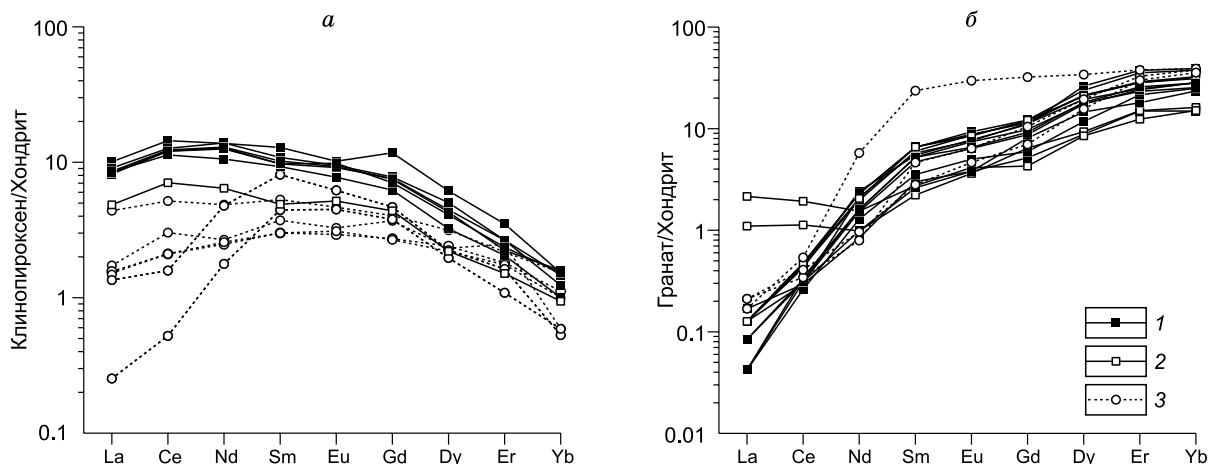 а
Клинопироксен/Хондрит
100
10
1
0.1
La Ce Nd Sm Eu Gd Dy Er Yb
б
Гранат/Хондрит
100
10
1
0.1
0.01
La Ce Nd Sm Eu Gd Dy Er Yb
1
2
3